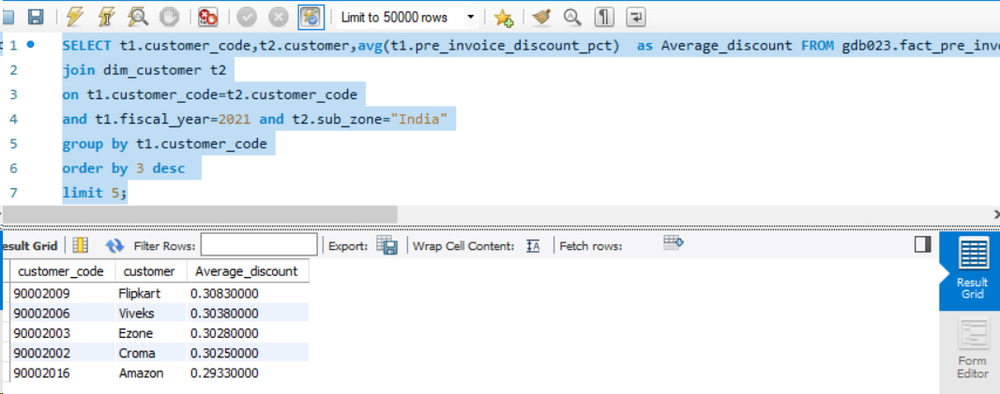 Limit to 50000 rows
1 SELECT t1.customer_code,t2.customer,avg(t1.pre_invoice_discount_pct)  as Average_discount FROM gdb023.fact_pre_inv
2 join dim_customer t2
3 on t1.customer_code=t2.customer_code
4 and t1.fiscal_year=2021 and t2.sub_zone="India"
5 group by t1.customer_code
6 order by 3 desc
7 limit 5;
esult Grid Filter Rows: Export: Wrap Cell Content: IA Fetch rows:
customer_code customer Average_discount
90002009 Flipkart 0.30830000
90002006 Viveks 0.30380000
90002003 Ezone 0.30280000
90002002 Croma 0.30250000
90002016 Amazon 0.29330000
Result
Grid
Form
Editor